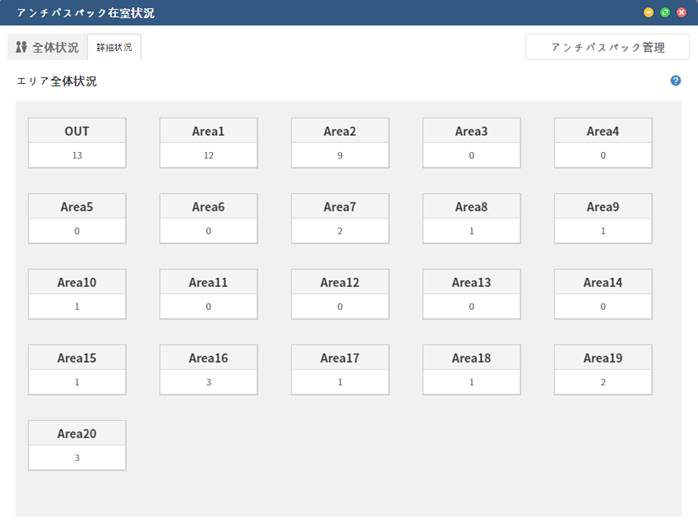 アンチパスバック在室状況
全体状況 詳細状況 アンチパスバック管理
エリア全体状況
OUT Area1 Area2 Area3 Area4
13 12 9 0 0
Area5 Area6 Area7 Area8 Area9
0 0 2 1 1
Area10 Area11 Area12 Area13 Area14
1 0 0 0 0
Area15 Area16 Area17 Area18 Area19
1 3 1 1 2
Area20
3